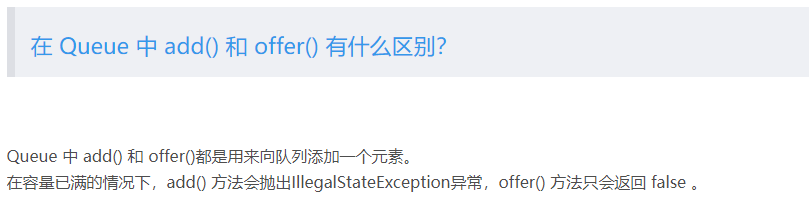 在 Queue 中 add() 和 offer() 有什么区别?
Queue 中 add() 和 offer()都是用来向队列添加一个元素。
在容量已满的情况下，add() 方法会抛出IllegalStateException异常，offer() 方法只会返回 false 。